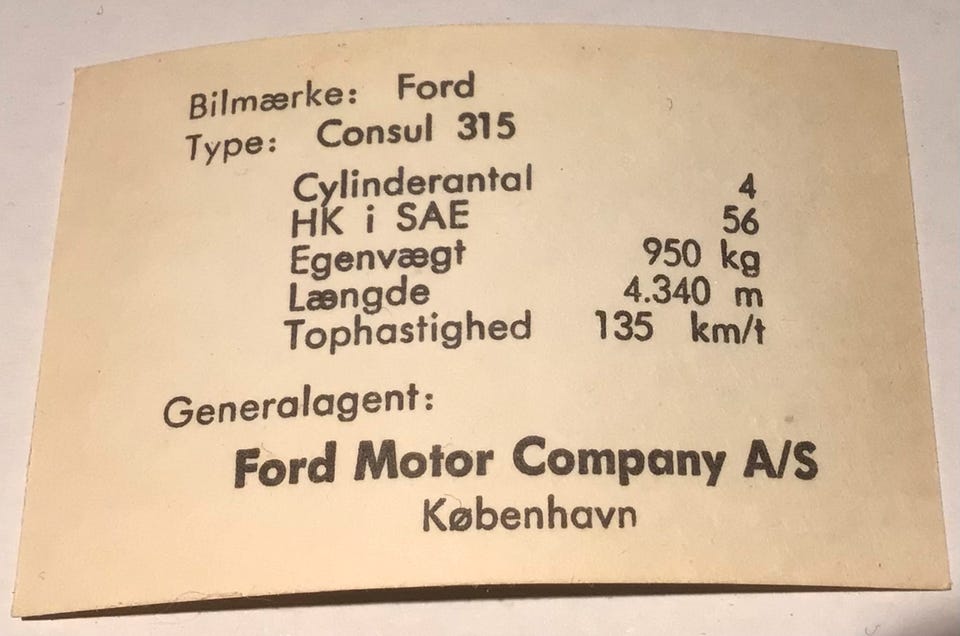 Bilmærke: Ford
Type: Consul 315
Cylinderantal 4
HK i SAE 56
Egenvægt 950 kg
Længde 4.340 m
Tophastighed 135 km/t
Generalagent:
Ford Motor Company A/S
København